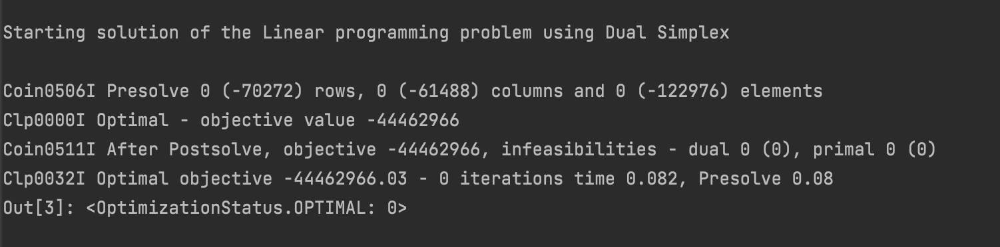 Starting solution of the Linear programming problem using Dual Simplex
Coin0506I Presolve 0 (-70272) rows, 0 (-61488) columns and 0 (-122976) elements
Clp0000I Optimal - objective value -44462966
Coin0511I After Postsolve, objective -44462966, infeasibilities - dual 0 (0), primal 0 (0)
Clp0032I Optimal objective -44462966.03 - 0 iterations time 0.082, Presolve 0.08
Out[3]: <OptimizationStatus.OPTIMAL: 0>